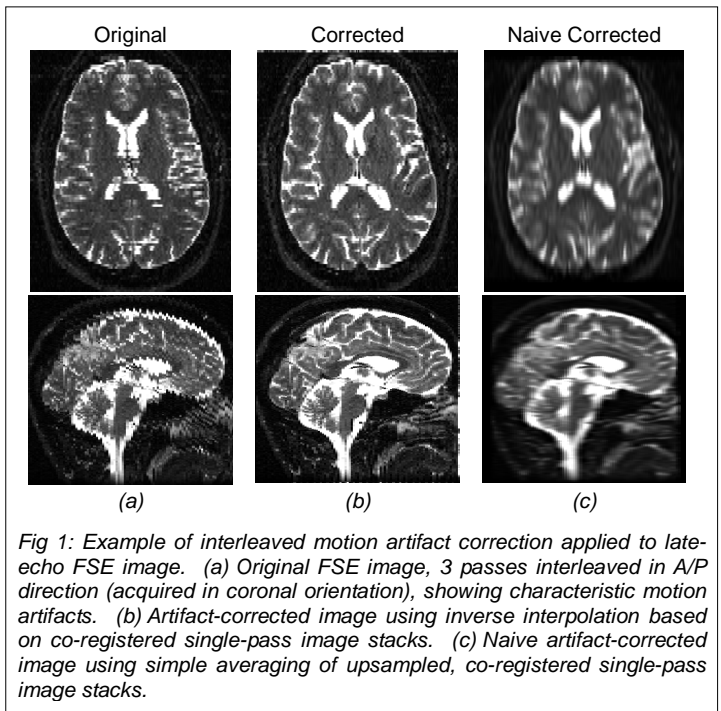 Original Corrected Naive Corrected
(a) (b) (c)
Fig 1: Example of interleaved motion artifact correction applied to late-
echo FSE image. (a) Original FSE image, 3 passes interleaved in A/P
direction (acquired in coronal orientation), showing characteristic motion
artifacts. (b) Artifact-corrected image using inverse interpolation based
on co-registered single-pass image stacks. (c) Naive artifact-corrected
image using simple averaging of upsampled, co-registered single-pass
image stacks.